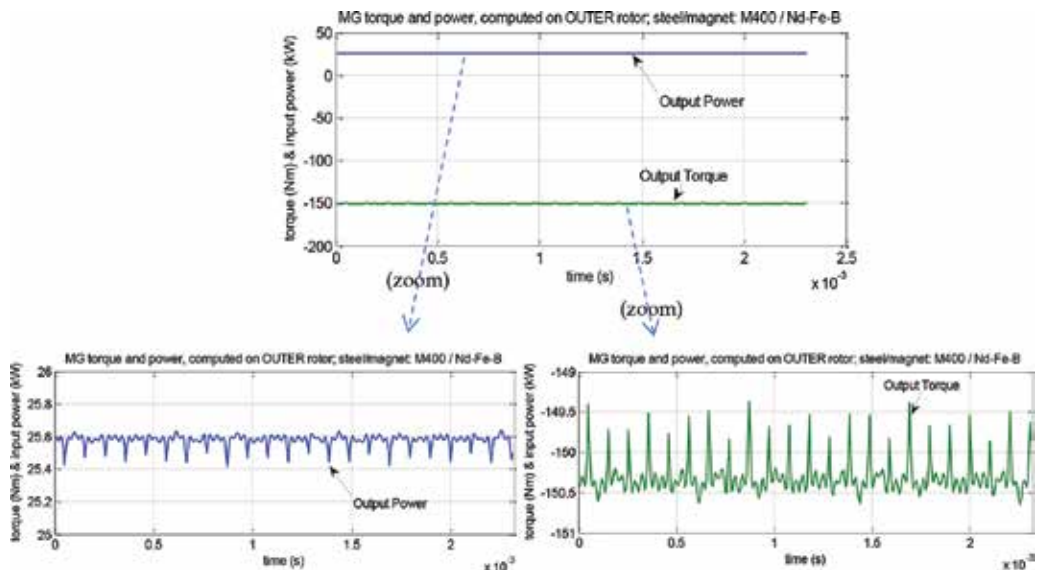 MG torque and power, computed on OUTER rotor; steel/magnet: M400 / Nd-Fe-B
torque (Nm) & input power (kW)
50
0
-50
-100
-150
-200
Output Power
Output Torque
0
0.5
1
1.5
2
2.5
time (s)
x 10⁻³
(zoom)
(zoom)
MG torque and power, computed on OUTER rotor; steel/magnet: M400 / Nd-Fe-B
torque (Nm) & input power (kW)
26
25.8
25.6
25.4
25.2
25
Output Power
0
0.5
1
1.5
2
time (s)
x 10⁻³
MG torque and power, computed on OUTER rotor; steel/magnet: M400 / Nd-Fe-B
torque (Nm) & input power (kW)
-149
-149.5
-150
-150.5
-151
Output Torque
0
0.5
1
1.5
2
time (s)
x 10⁻³